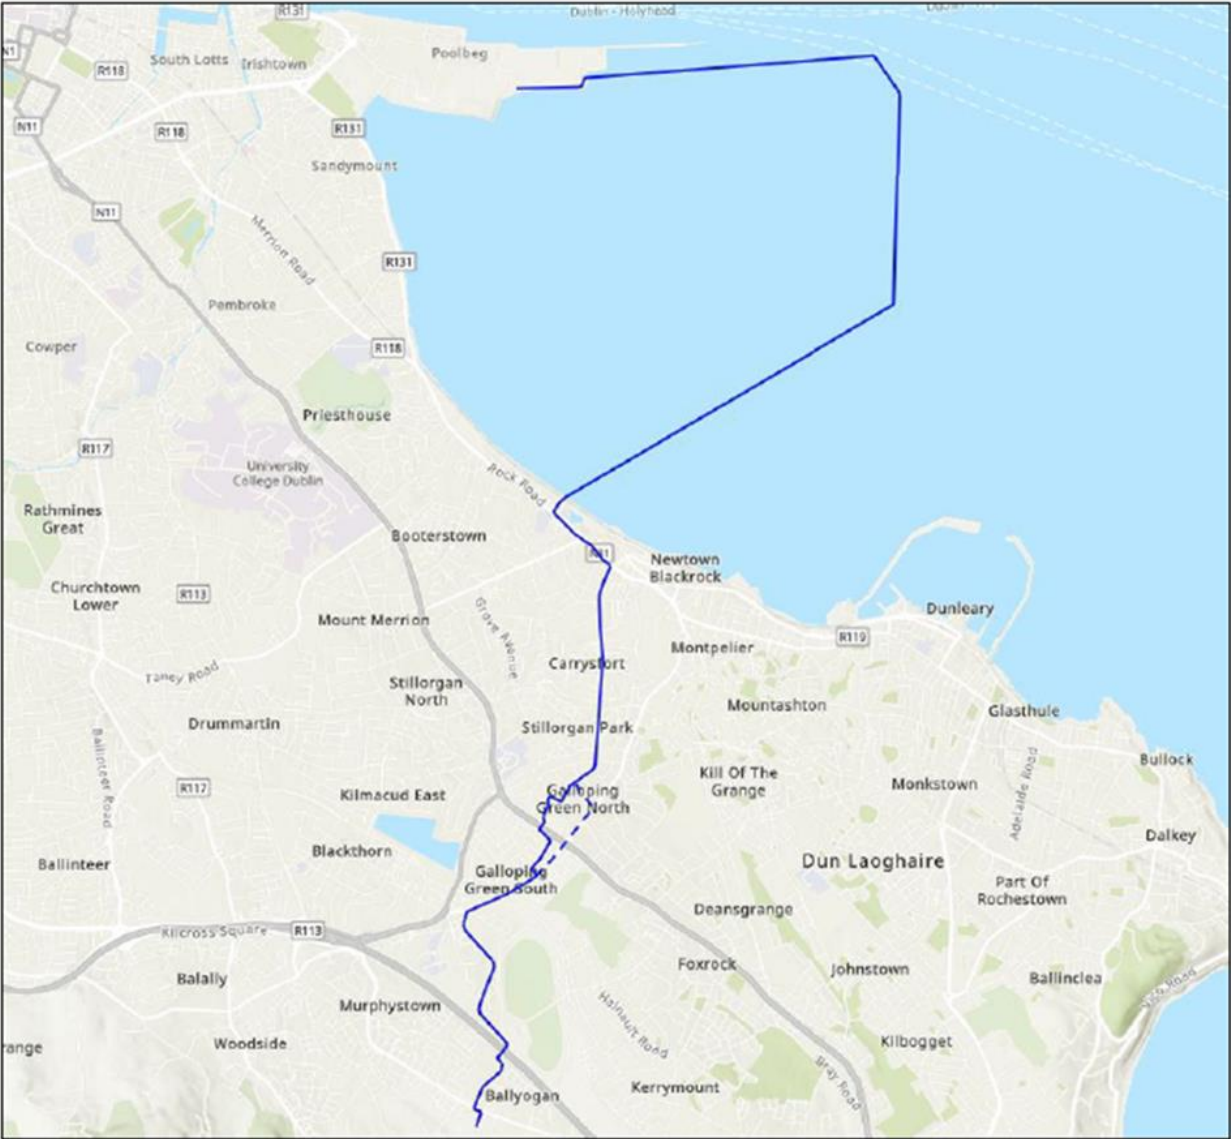 R131
Dublin - Holyhead
N1
South Lotts
Irishtown
Poolbeg
R118
N11
R118
R131
Sandymount
N11
Merrion Road
R131
Pembroke
Cowper
R118
Priesthouse
R117
University
College Dublin
Rock Road
Rathmines
Great
Booterstown
R31
Newtown
Blackrock
Churchtown
Lower
R113
Mount Merrion
Grove Avenue
Dunleary
R119
Carrysfort
Montpelier
Taney Road
Stillorgan
North
Mountashton
Glasthule
Drummartin
Stillorgan Park
Bullock
Ballinteer Road
R117
Kilmacud East
Galloping
Green North
Kill Of The
Grange
Monkstown
Adelaide Road
Dalkey
Ballinteer
Blackthorn
Galloping
Green South
Dun Laoghaire
Part Of
Rochestown
Deansgrange
Kilcross Square
R113
Balally
Foxrock
Johnstown
Ballinclea
Vico Road
Murphystown
Hainault Road
range
Woodside
Kilbogget
Ballyogan
Kerrymount
Bray Road